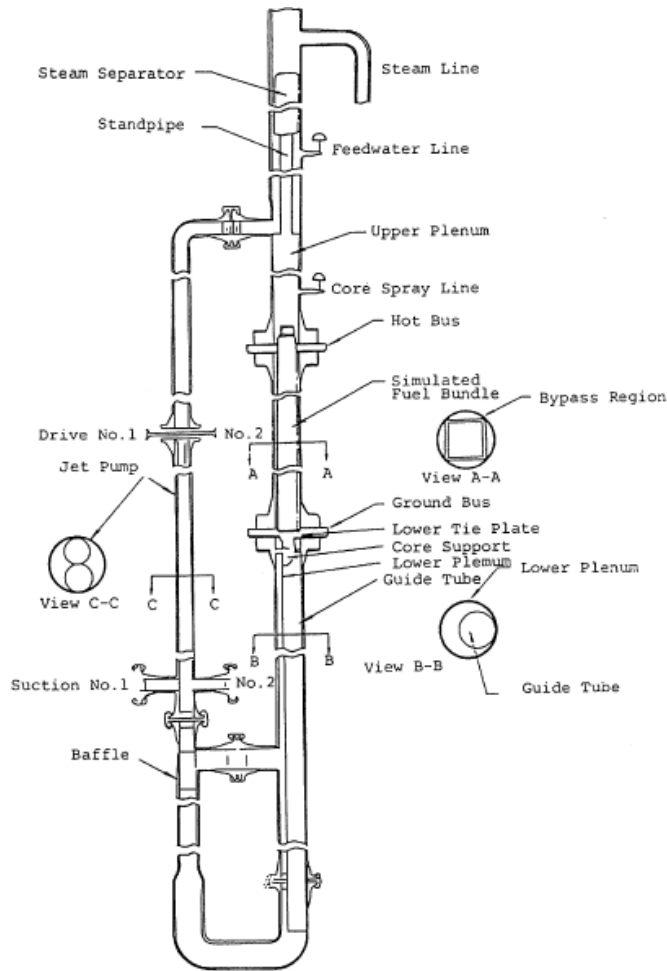 Steam Separator
Steam Line
Standpipe
Feedwater Line
Upper Plenum
Coré Spray Line
Hot Bus
Simulated
Fuel Bundle
Bypass Region
Drive No.1
No.2
A
A
View A-A
Jet Pump
Ground Bus
Lower Tie Plate
Core Support
Lower Plemum
Guide Tube
Lower Plenum
C
C
View C-C
B
B
View B-B
Suction No.1
No.2
Guide Tube
Baffle